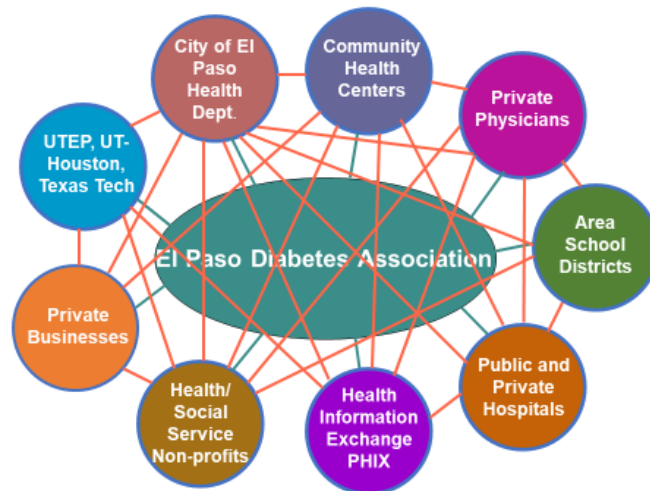 City of El
Paso
Health
Dept.
Community
Health
Centers
Private
Physicians
UTEP, UT-
Houston,
Texas Tech
Area
School
Districts
El Paso Diabetes Association
Private
Businesses
Public and
Private
Hospitals
Health/
Social
Service
Non-profits
Health
Information
Exchange
PHIX